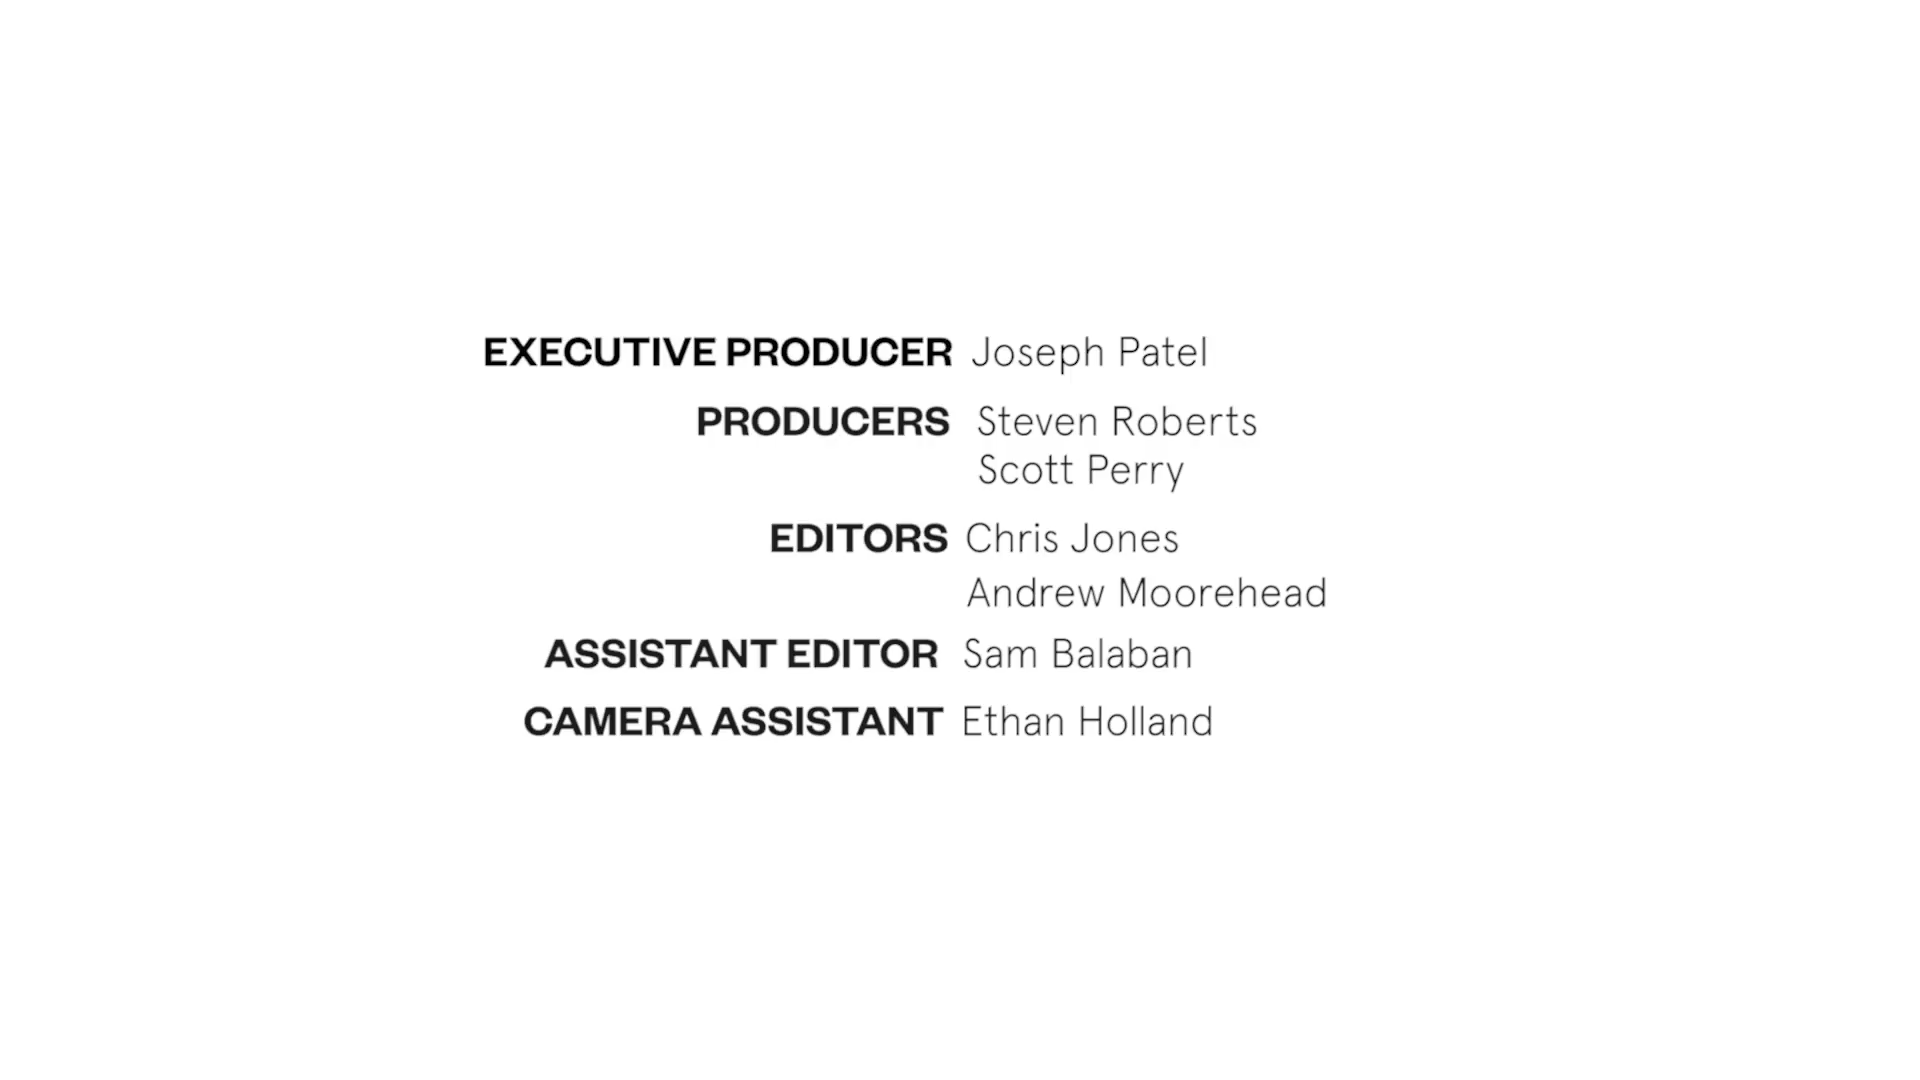 EXECUTIVE PRODUCER Joseph Patel
PRODUCERS Steven Roberts
Scott Perry
EDITORS Chris Jones
Andrew Moorehead
ASSISTANT EDITOR Sam Balaban
CAMERA ASSISTANT Ethan Holland